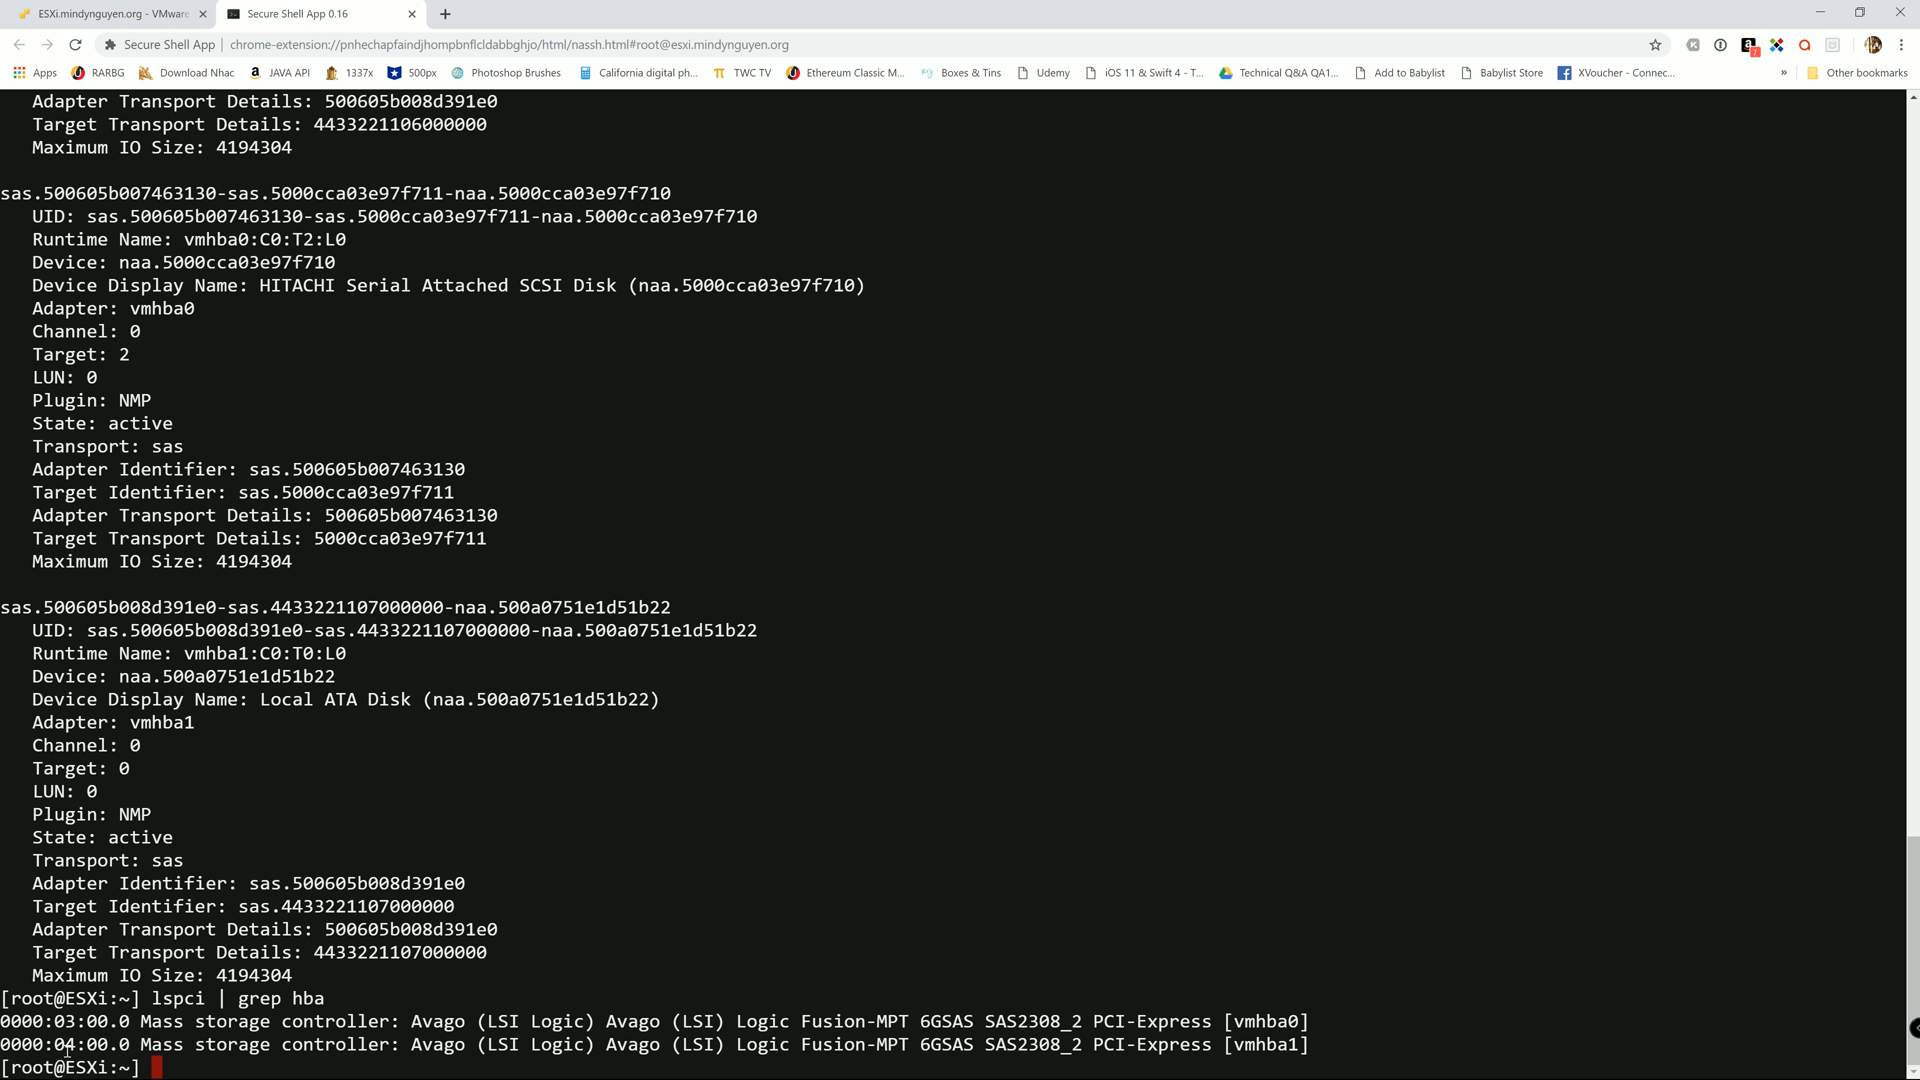 ESXi.mindynguyen.org - VMware
Secure Shell App 0.16
Secure Shell App
chrome-extension://pnhechapfaindjhompbnflcldabbghjo/html/nassh.html#root@esxi.mindynguyen.org
7
Apps
RARBG
Download Nhac
JAVA API
1337x
500px
Photoshop Brushes
California digital ph...
TWC TV
Ethereum Classic M...
Boxes & Tins
Udemy
iOS 11 & Swift 4 - T...
Technical Q&A QA1...
Add to Babylist
Babylist Store
XVoucher - Connec...
»
Other bookmarks
Adapter Transport Details: 500605b008d391e0
Target Transport Details: 4433221106000000
Maximum IO Size: 4194304
sas.500605b007463130-sas.5000cca03e97f711-naa.5000cca03e97f710
UID: sas.500605b007463130-sas.5000cca03e97f711-naa.5000cca03e97f710
Runtime Name: vmhba0:C0:T2:L0
Device: naa.5000cca03e97f710
Device Display Name: HITACHI Serial Attached SCSI Disk (naa.5000cca03e97f710)
Adapter: vmhba0
Channel: 0
Target: 2
LUN: 0
Plugin: NMP
State: active
Transport: sas
Adapter Identifier: sas.500605b007463130
Target Identifier: sas.5000cca03e97f711
Adapter Transport Details: 500605b007463130
Target Transport Details: 5000cca03e97f711
Maximum IO Size: 4194304
sas.500605b008d391e0-sas.4433221107000000-naa.500a0751e1d51b22
UID: sas.500605b008d391e0-sas.4433221107000000-naa.500a0751e1d51b22
Runtime Name: vmhba1:C0:T0:L0
Device: naa.500a0751e1d51b22
Device Display Name: Local ATA Disk (naa.500a0751e1d51b22)
Adapter: vmhba1
Channel: 0
Target: 0
LUN: 0
Plugin: NMP
State: active
Transport: sas
Adapter Identifier: sas.500605b008d391e0
Target Identifier: sas.4433221107000000
Adapter Transport Details: 500605b008d391e0
Target Transport Details: 4433221107000000
Maximum IO Size: 4194304
[root@ESXi:~] lspci | grep hba
0000:03:00.0 Mass storage controller: Avago (LSI Logic) Avago (LSI) Logic Fusion-MPT 6GSAS SAS2308_2 PCI-Express [vmhba0]
0000:04:00.0 Mass storage controller: Avago (LSI Logic) Avago (LSI) Logic Fusion-MPT 6GSAS SAS2308_2 PCI-Express [vmhba1]
[root@ESXi:~]